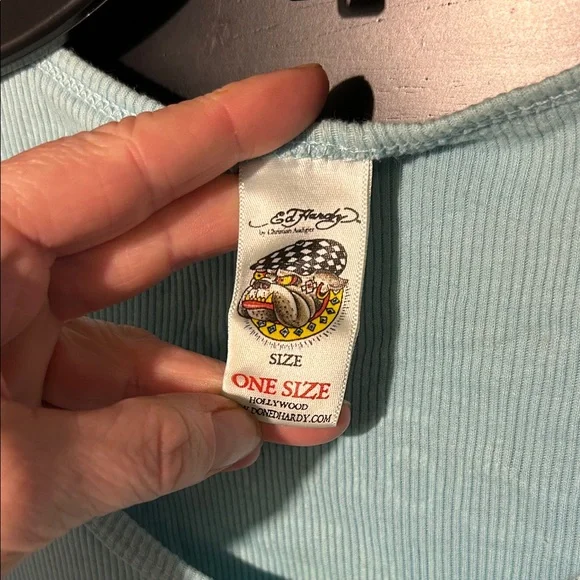 Ed Hardy
by Christian Audigier
SIZE
ONE SIZE
HOLLYWOOD
.DONEDHARDY.COM